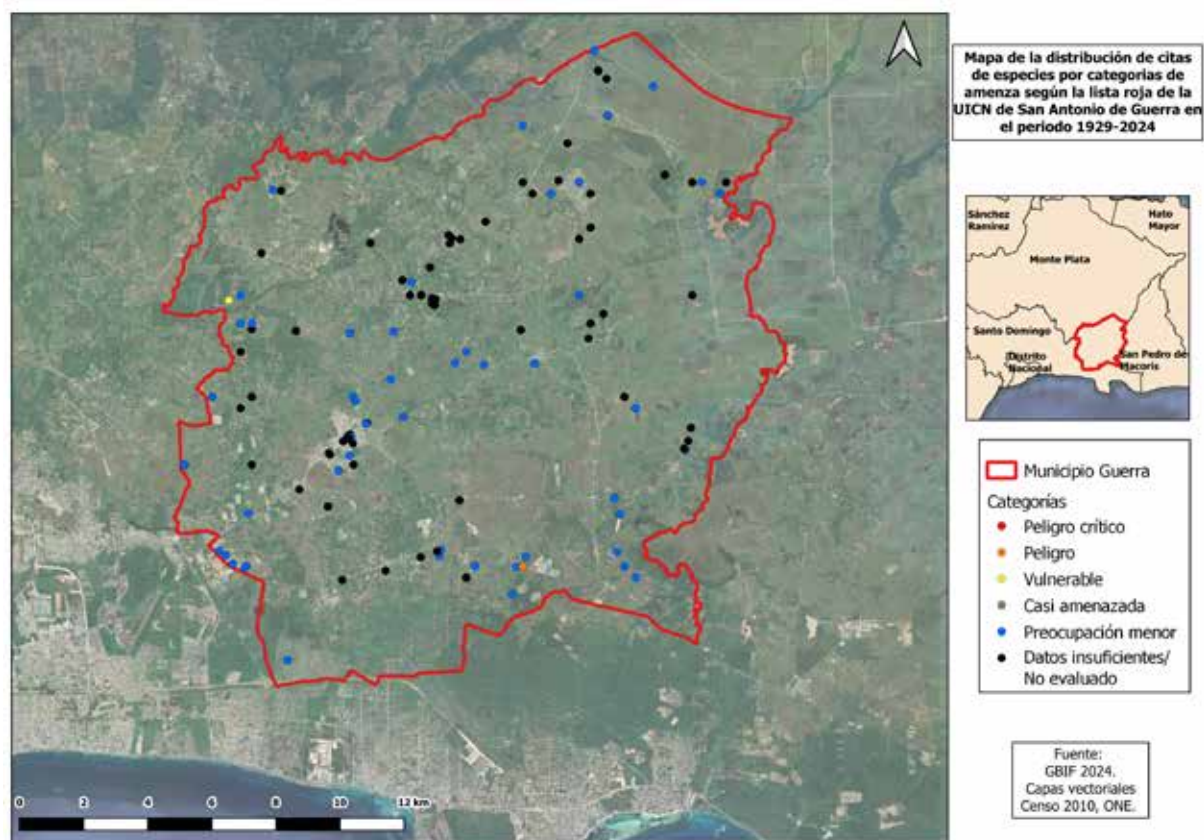 Mapa de la distribución de citas
de especies por categorias de
amenza según la lista roja de la
UICN de San Antonio de Guerra en
el periodo 1929-2024
Sánchez
Ramírez
Hato
Mayor
Monte Plata
Santo Domingo
Distrito
Nacional
San Pedro de
Macorís
Municipio Guerra
Categorías
Peligro crítico
Peligro
Vulnerable
Casi amenazada
Preocupación menor
Datos insuficientes/
No evaluado
Fuente:
GBIF 2024.
Capas vectoriales
Censo 2010, ONE.
0 2 4 6 8 10 12 km